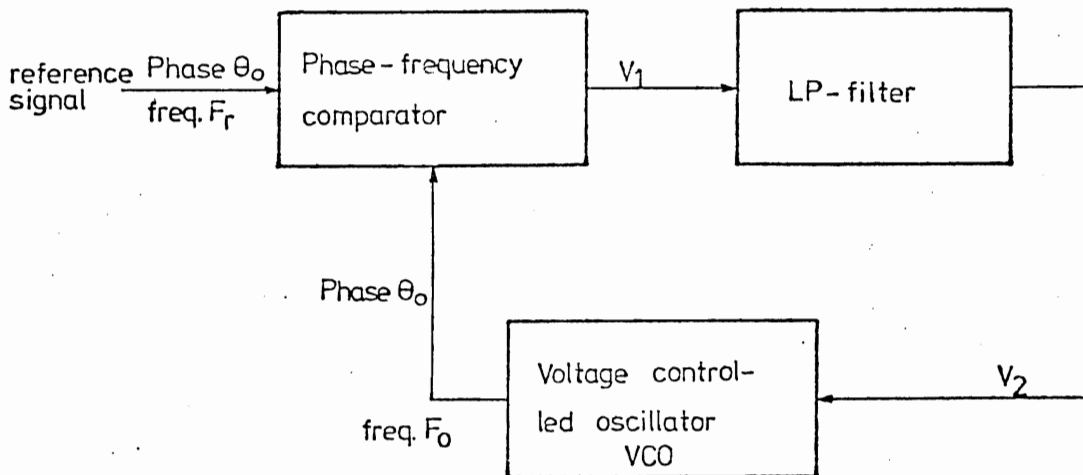 reference
signal
Phase θo
freq. Fr
Phase-frequency
comparator
V1
LP-filter
Phase θo
freq. Fo
Voltage control-
led oscillator
VCO
V2